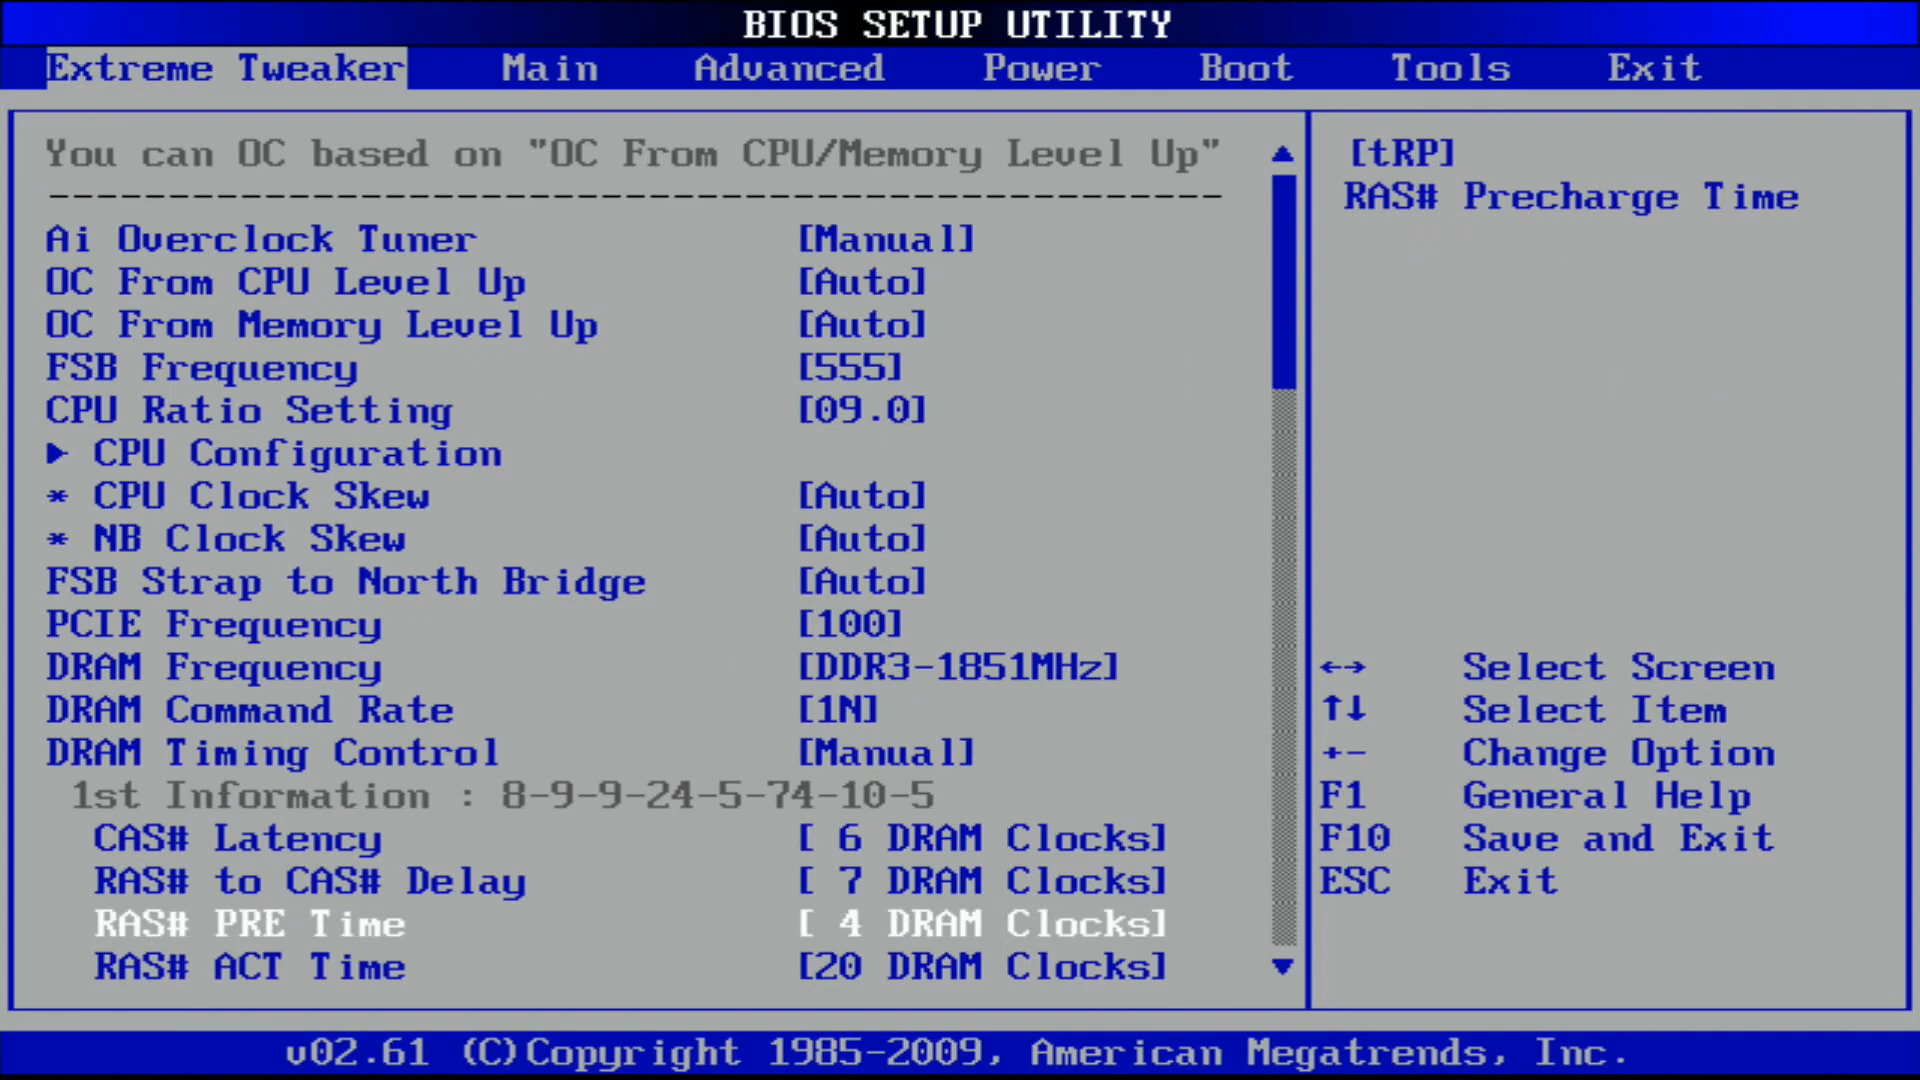 BIOS SETUP UTILITY
Extreme Tweaker Main Advanced Power Boot Tools Exit
You can OC based on "OC From CPU/Memory Level Up"
-------------------------------------------------
Ai Overclock Tuner [Manual]
OC From CPU Level Up [Auto]
OC From Memory Level Up [Auto]
FSB Frequency [555]
CPU Ratio Setting [09.0]
► CPU Configuration
* CPU Clock Skew [Auto]
* NB Clock Skew [Auto]
FSB Strap to North Bridge [Auto]
PCIE Frequency [100]
DRAM Frequency [DDR3-1851MHz]
DRAM Command Rate [1N]
DRAM Timing Control [Manual]
1st Information : 8-9-9-24-5-74-10-5
CAS# Latency [ 6 DRAM Clocks]
RAS# to CAS# Delay [ 7 DRAM Clocks]
RAS# PRE Time [ 4 DRAM Clocks]
RAS# ACT Time [20 DRAM Clocks]
[tRP]
RAS# Precharge Time
←→ Select Screen
↑↓ Select Item
+- Change Option
F1 General Help
F10 Save and Exit
ESC Exit
v02.61 (C)Copyright 1985-2009, American Megatrends, Inc.